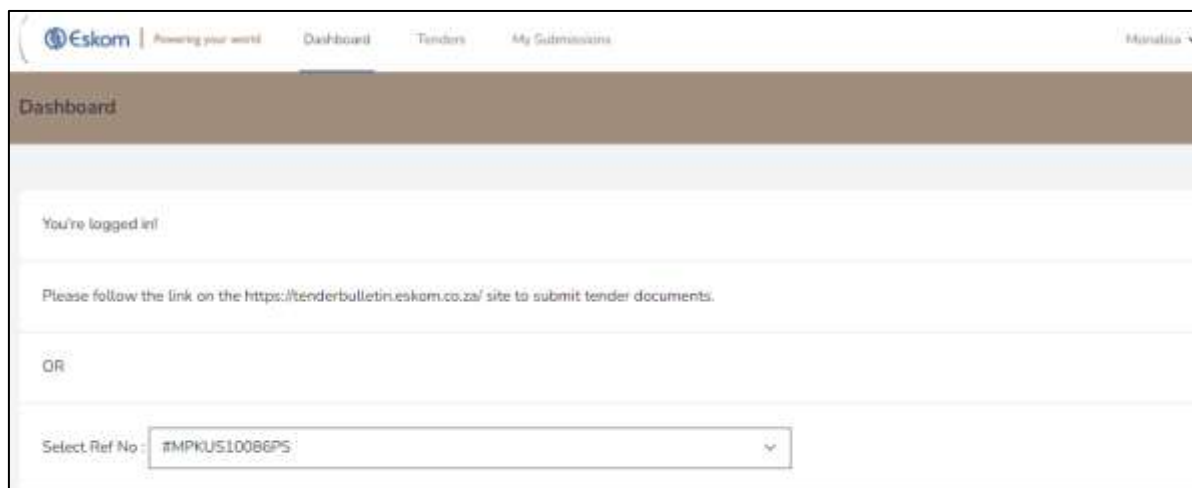 Eskom | Powering your world Dashboard Tenders My Submissions Monalisa
Dashboard
You're logged in!
Please follow the link on the https://tenderbulletin.eskom.co.za/ site to submit tender documents.
OR
Select Ref No : #MPKUS10086PS